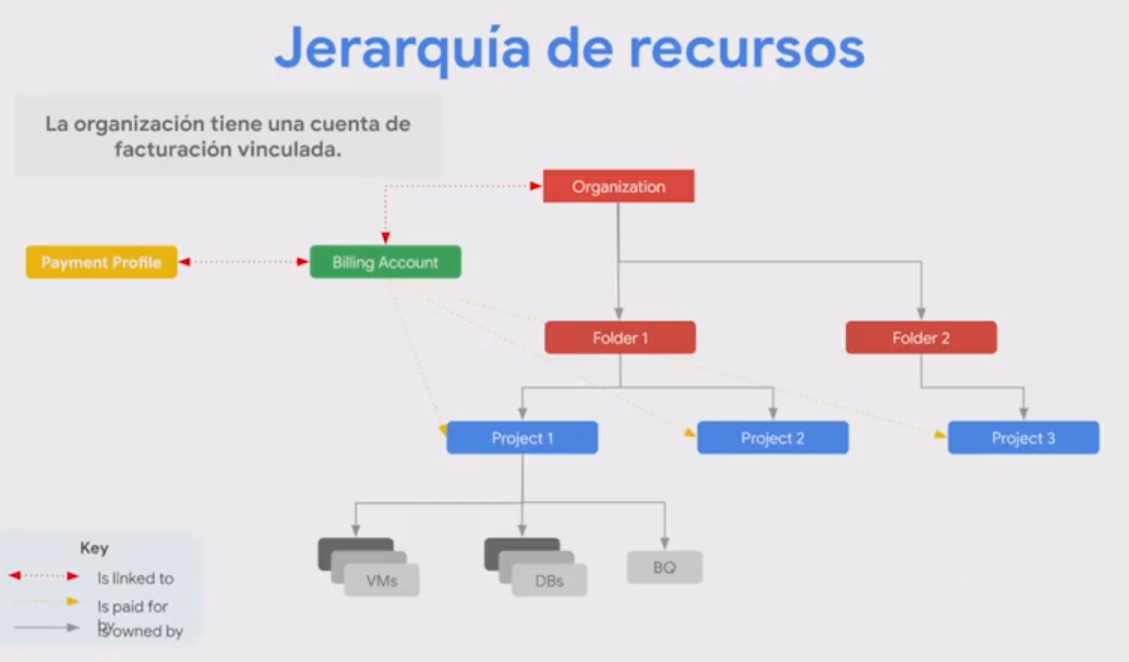 Jerarquía de recursos
La organización tiene una cuenta de
facturación vinculada.
Organization
Payment Profile
Billing Account
Folder 1
Folder 2
Project 1
Project 2
Project 3
VMs
DBs
BQ
Key
Is linked to
Is paid for
by
Is owned by